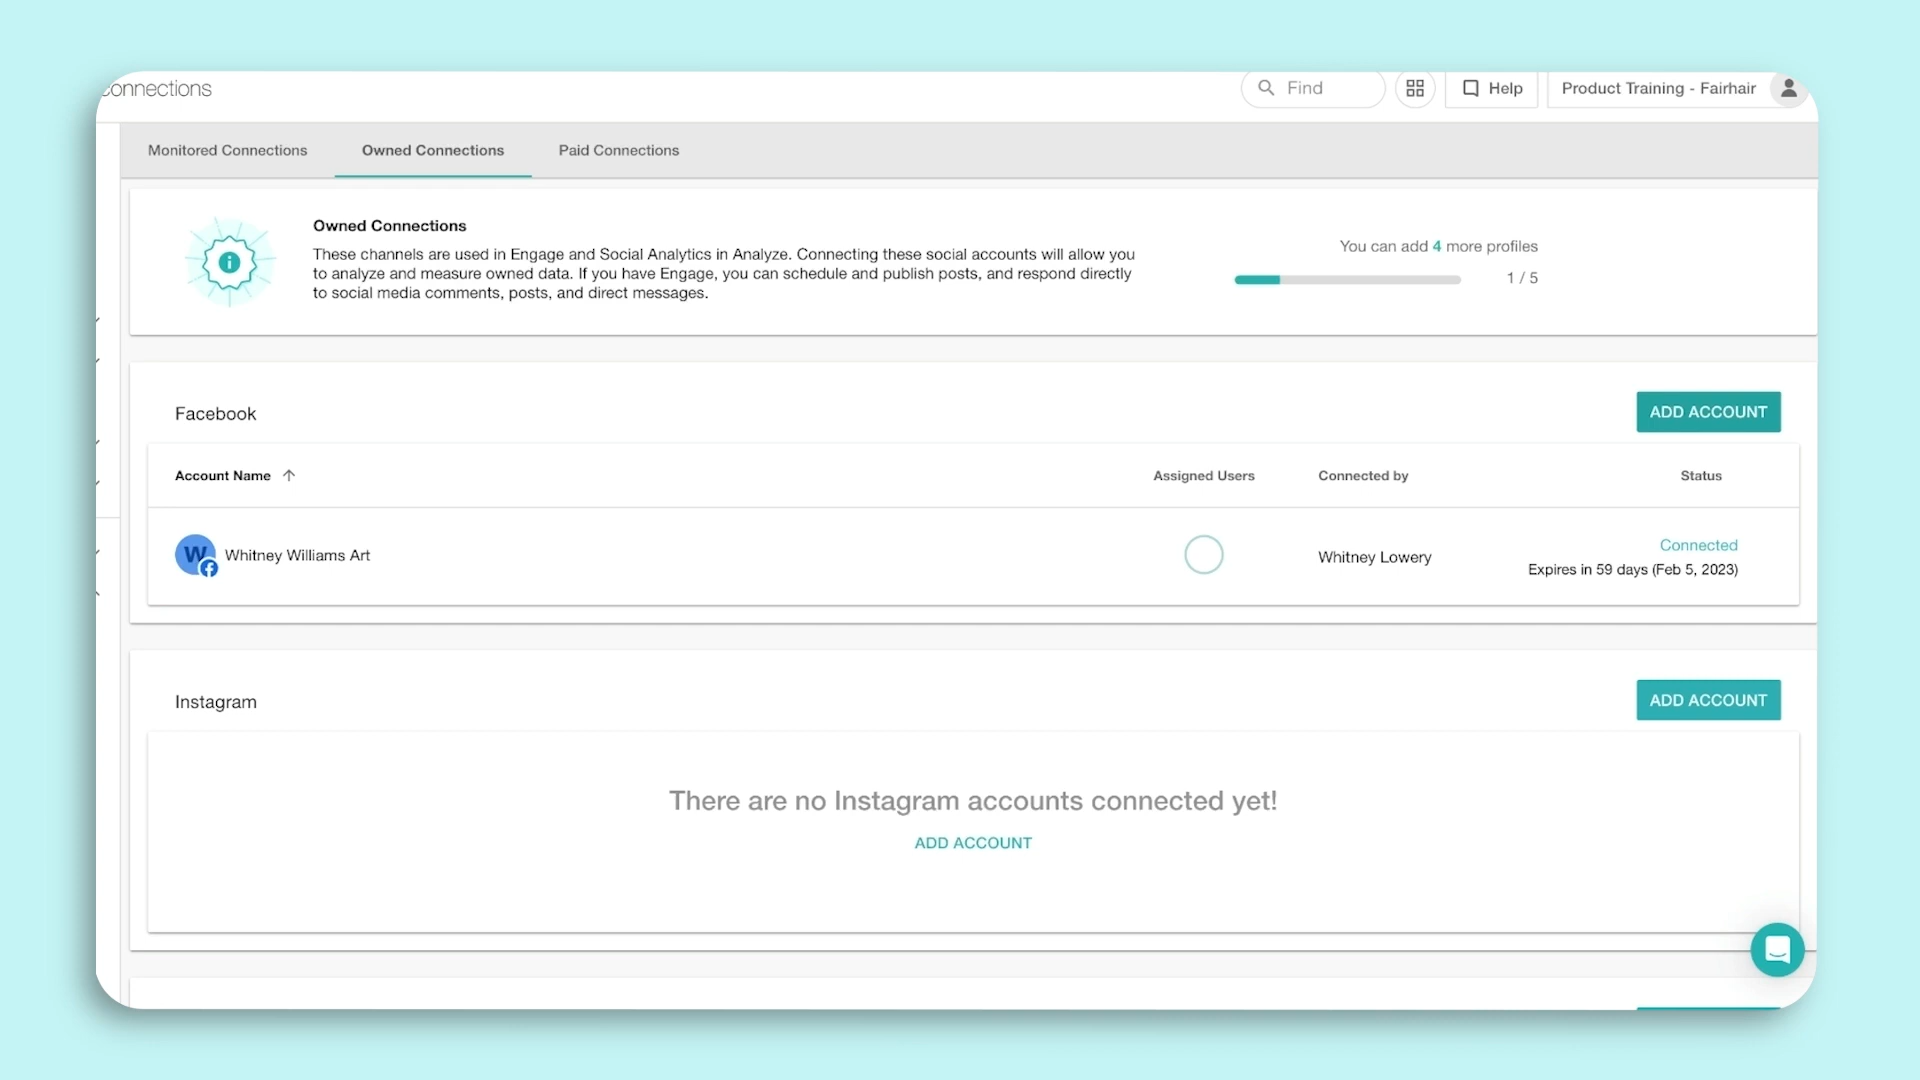 Connections
Find
Help
Product Training - Fairhair
Monitored Connections
Owned Connections
Paid Connections
Owned Connections
These channels are used in Engage and Social Analytics in Analyze. Connecting these social accounts will allow you
to analyze and measure owned data. If you have Engage, you can schedule and publish posts, and respond directly
to social media comments, posts, and direct messages.
You can add 4 more profiles
1 / 5
Facebook
ADD ACCOUNT
Account Name
Assigned Users
Connected by
Status
W
Whitney Williams Art
Whitney Lowery
Connected
Expires in 59 days (Feb 5, 2023)
Instagram
ADD ACCOUNT
There are no Instagram accounts connected yet!
ADD ACCOUNT